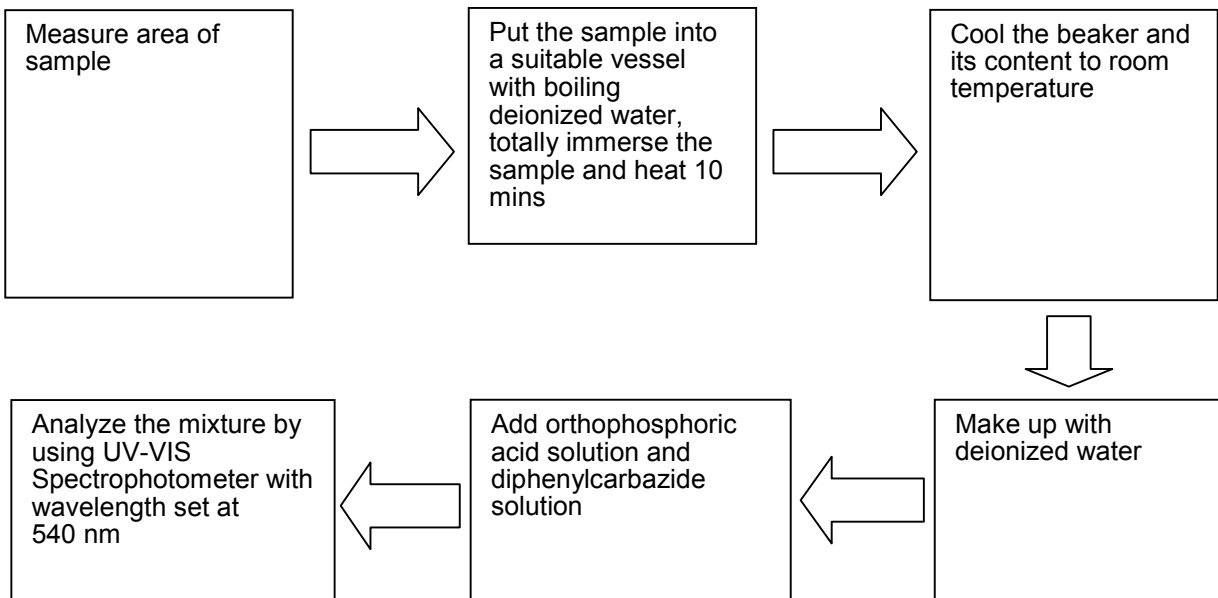 Measure area of
sample
Put the sample into
a suitable vessel
with boiling
deionized water,
totally immerse the
sample and heat 10
mins
Cool the beaker and
its content to room
temperature
Make up with
deionized water
Add orthophosphoric
acid solution and
diphenylcarbazide
solution
Analyze the mixture by
using UV-VIS
Spectrophotometer with
wavelength set at
540 nm